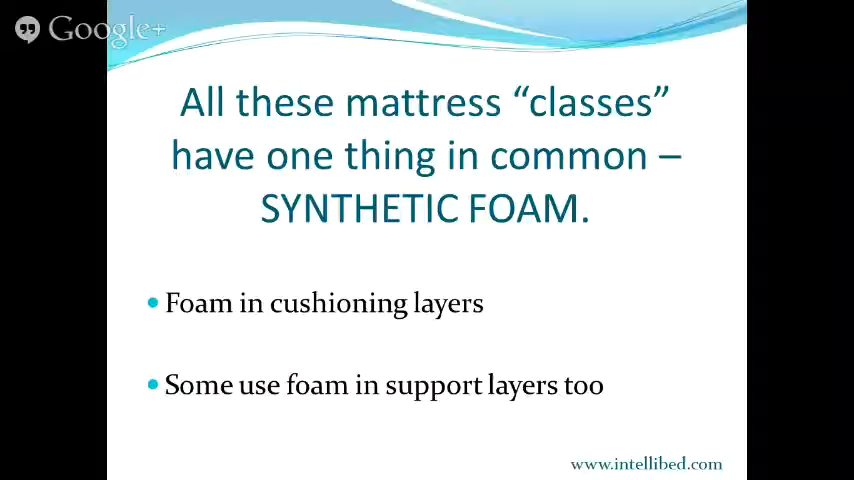 Google+
All these mattress “classes”
have one thing in common –
SYNTHETIC FOAM.
• Foam in cushioning layers
• Some use foam in support layers too
www.intellibed.com